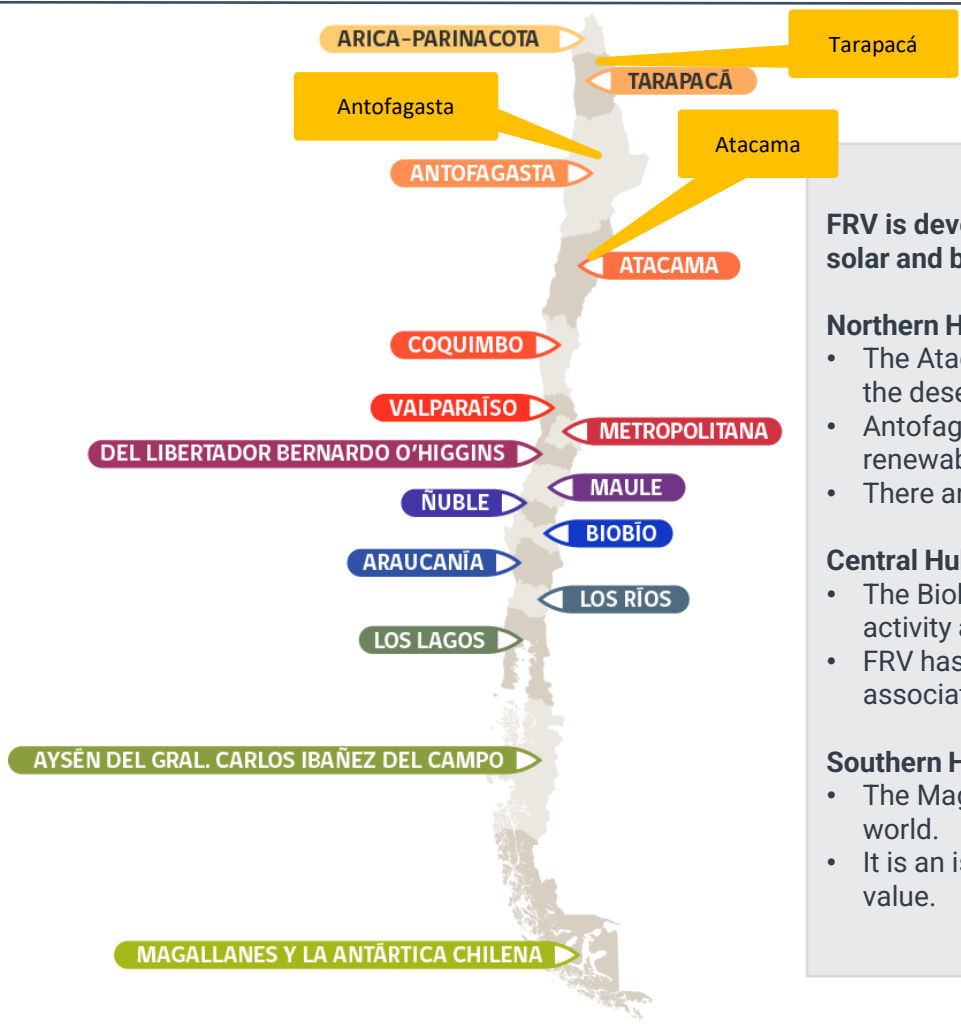 ARICA-PARINACOTA
Tarapacá
TARAPACÁ
Antofagasta
Atacama
ANTOFAGASTA
ATACAMA
COQUIMBO
VALPARAÍSO
METROPOLITANA
DEL LIBERTADOR BERNARDO O'HIGGINS
MAULE
ÑUBLE
BIOBÍO
ARAUCANÍA
LOS RÍOS
LOS LAGOS
AYSÉN DEL GRAL. CARLOS IBAÑEZ DEL CAMPO
MAGALLANES Y LA ANTÁRTICA CHILENA
FRV is deve
solar and b
Northern H
• The Ata
the dese
• Antofag
renewab
• There ar
Central Hu
• The Biol
activity a
• FRV has
associat
Southern H
• The Mag
world.
• It is an is
value.